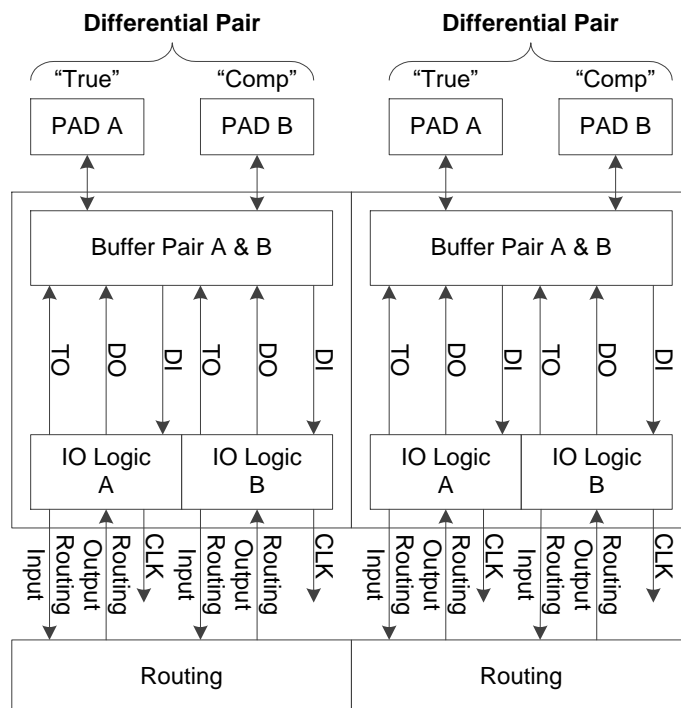 Differential Pair Differential Pair
“True” “Comp” “True” “Comp”
PAD A PAD B PAD A PAD B
Buffer Pair A & B Buffer Pair A & B
TO DO DI TO DO DI TO DO DI TO DO DI
IO Logic A IO Logic B IO Logic A IO Logic B
Routing Input Routing Output CLK Routing Input Routing Output CLK Routing Input Routing Output CLK Routing Input Routing Output CLK
Routing Routing